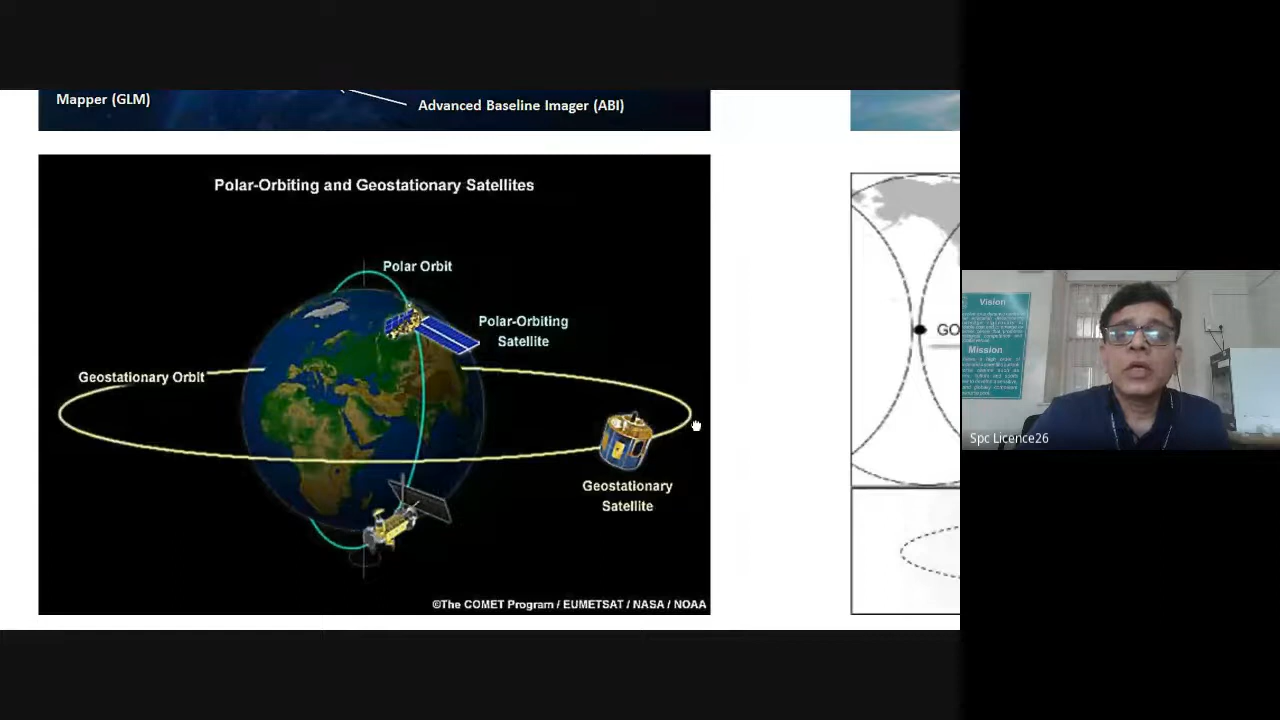 Mapper (GLM)
Advanced Baseline Imager (ABI)
Polar-Orbiting and Geostationary Satellites
Polar Orbit
Polar-Orbiting
Satellite
Geostationary Orbit
Geostationary
Satellite
©The COMET Program / EUMETSAT / NASA / NOAA
GO
Vision
Mission
Spc Licence26